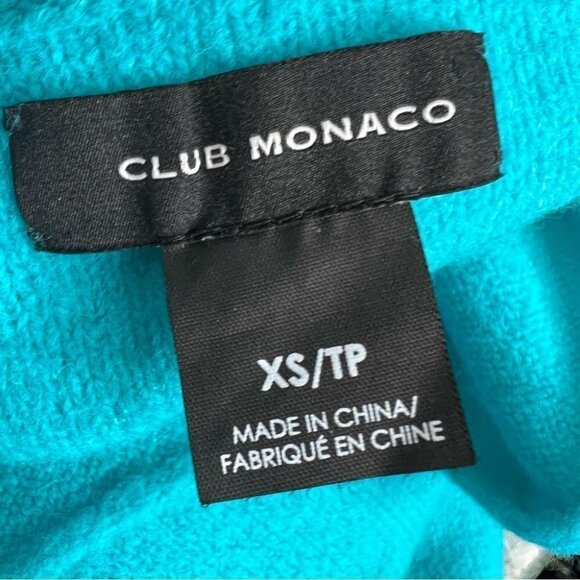 CLUB MONACO
XS/TP
MADE IN CHINA/
FABRIQUÉ EN CHINE